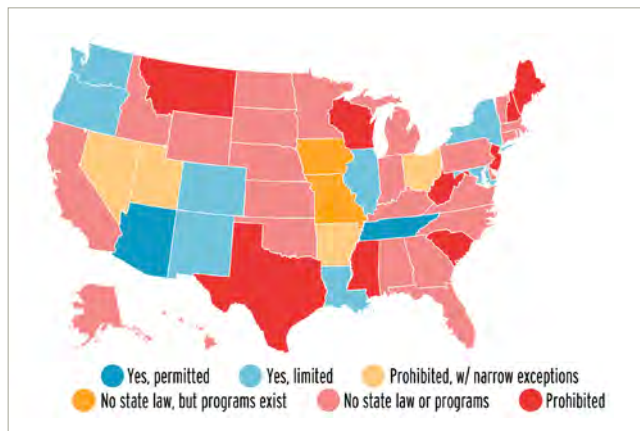 Yes, permitted Yes, limited Prohibited, w/ narrow exceptions
No state law, but programs exist No state law or programs Prohibited